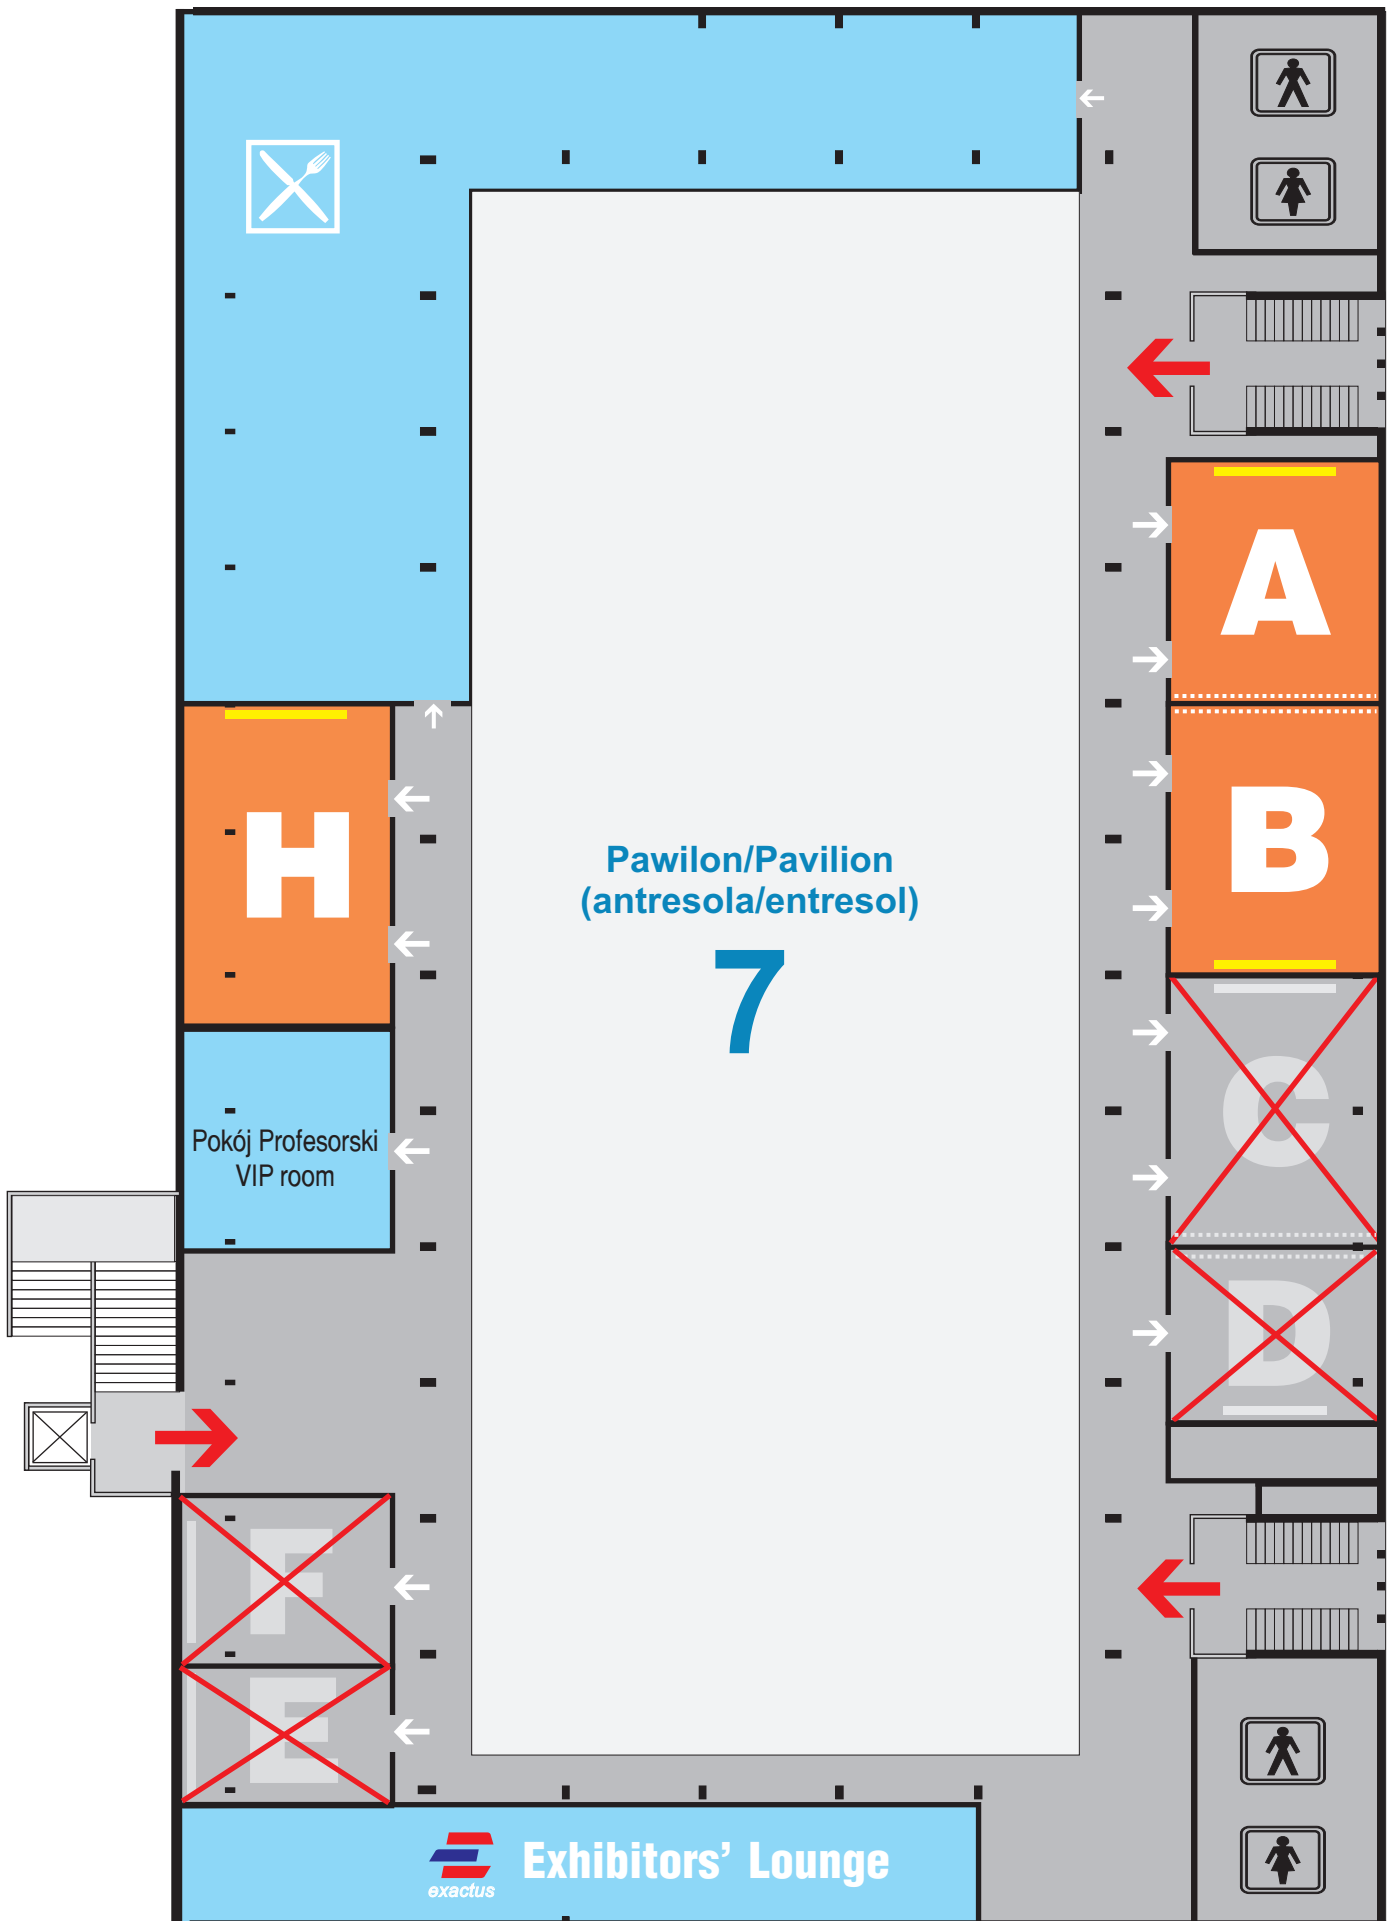 A
H
B
Pawilon/Pavilion
(antresola/entresol)
7
C
Pokój Profesorski
VIP room
D
F
E
exactus
Exhibitors’ Lounge